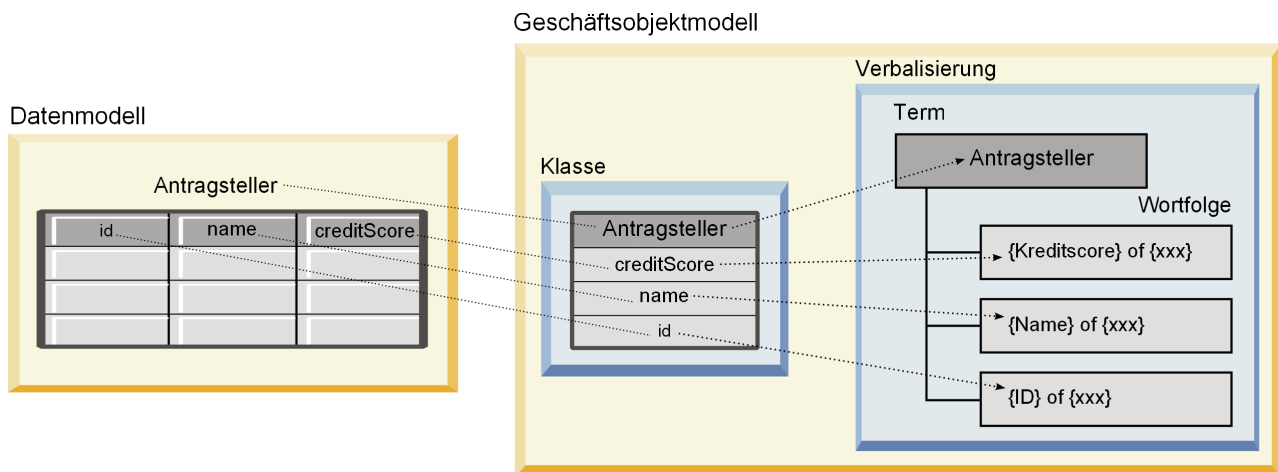 Geschäftsobjektmodell
Verbalisierung
Datenmodell
Term
Antragsteller
Klasse
Antragsteller
Wortfolge
id name creditScore
Antragsteller
creditScore
name
id
{Kreditscore} of {xxx}
{Name} of {xxx}
{ID} of {xxx}